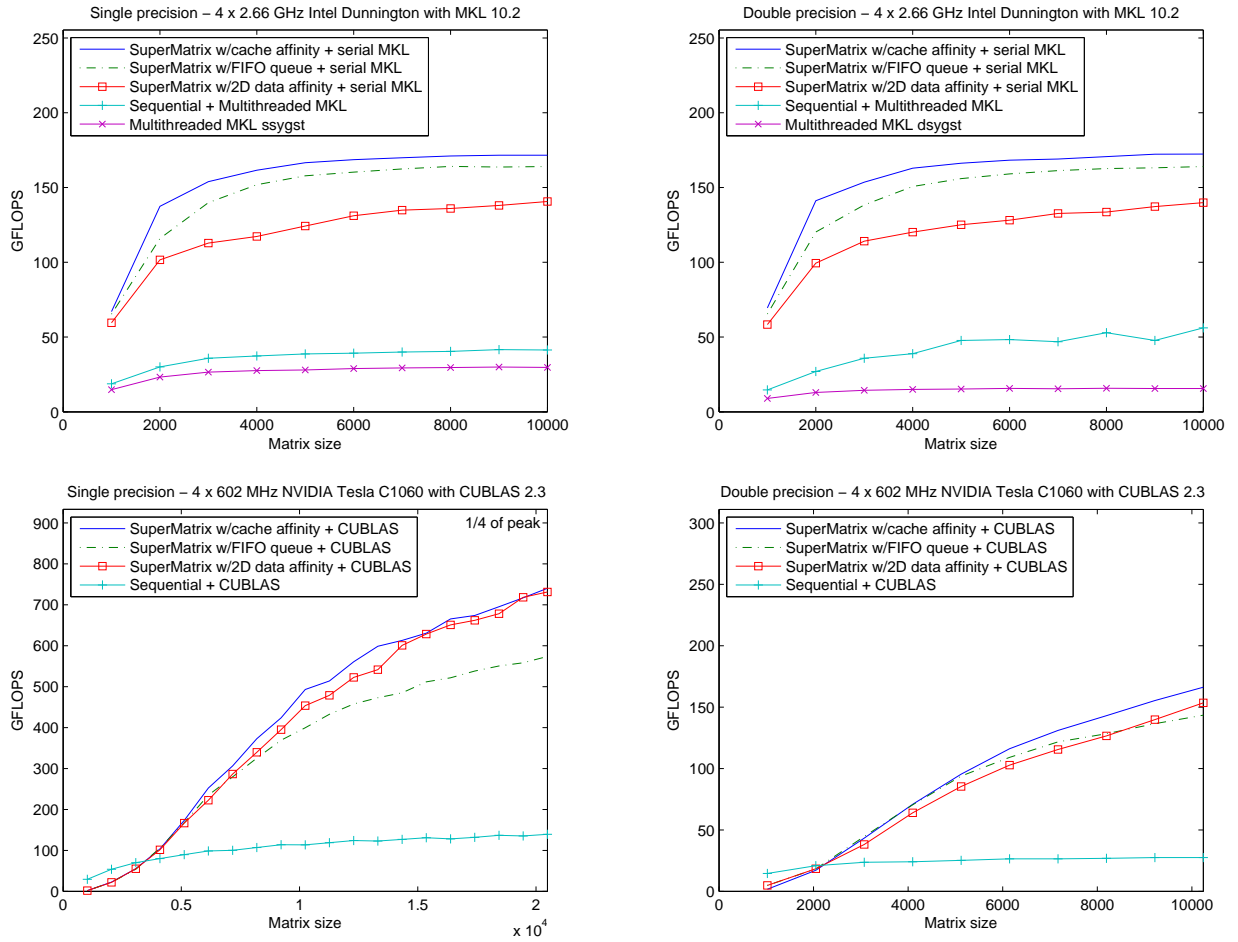 Single precision – 4 x 2.66 GHz Intel Dunnington with MKL 10.2
250
200
150
100
50
0
GFLOPS
SuperMatrix w/cache affinity + serial MKL
SuperMatrix w/FIFO queue + serial MKL
SuperMatrix w/2D data affinity + serial MKL
Sequential + Multithreaded MKL
Multithreaded MKL ssygst
0 2000 4000 6000 8000 10000
Matrix size
Double precision – 4 x 2.66 GHz Intel Dunnington with MKL 10.2
250
200
150
100
50
0
GFLOPS
SuperMatrix w/cache affinity + serial MKL
SuperMatrix w/FIFO queue + serial MKL
SuperMatrix w/2D data affinity + serial MKL
Sequential + Multithreaded MKL
Multithreaded MKL dsygst
0 2000 4000 6000 8000 10000
Matrix size
Single precision – 4 x 602 MHz NVIDIA Tesla C1060 with CUBLAS 2.3
900
800
700
600
500
400
300
200
100
0
GFLOPS
1/4 of peak
SuperMatrix w/cache affinity + CUBLAS
SuperMatrix w/FIFO queue + CUBLAS
SuperMatrix w/2D data affinity + CUBLAS
Sequential + CUBLAS
0 0.5 1 1.5 2
x 10^4
Matrix size
Double precision – 4 x 602 MHz NVIDIA Tesla C1060 with CUBLAS 2.3
300
250
200
150
100
50
0
GFLOPS
SuperMatrix w/cache affinity + CUBLAS
SuperMatrix w/FIFO queue + CUBLAS
SuperMatrix w/2D data affinity + CUBLAS
Sequential + CUBLAS
0 2000 4000 6000 8000 10000
Matrix size